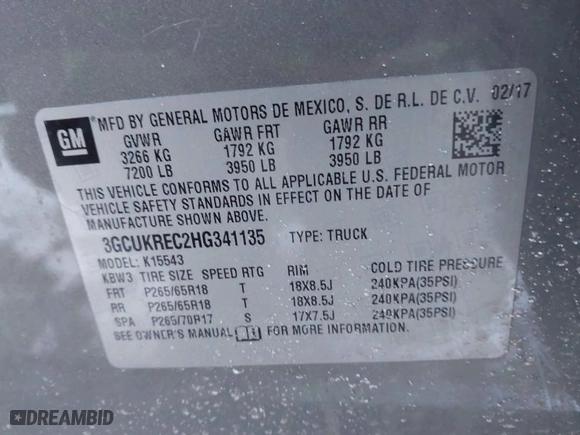 GM
MFD BY GENERAL MOTORS DE MEXICO, S. DE R.L. DE C.V. 02/17
GVWR GAWR FRT GAWR RR
3266 KG 1792 KG 1792 KG
7200 LB 3950 LB 3950 LB
THIS VEHICLE CONFORMS TO ALL APPLICABLE U.S. FEDERAL MOTOR
VEHICLE SAFETY STANDARDS IN EFFECT ON THE DATE OF
MANUFACTURE SHOWN ABOVE.
3GCUKREC2HG341135 TYPE: TRUCK
MODEL: K15543
KBW3 TIRE SIZE SPEED RTG RIM COLD TIRE PRESSURE
FRT P265/65R18 T 18X8.5J 240KPA(35PSI)
RR P265/65R18 T 18X8.5J 240KPA(35PSI)
SPA P265/70R17 S 17X7.5J 240KPA(35PSI)
SEE OWNER'S MANUAL FOR MORE INFORMATION.
DREAMBID